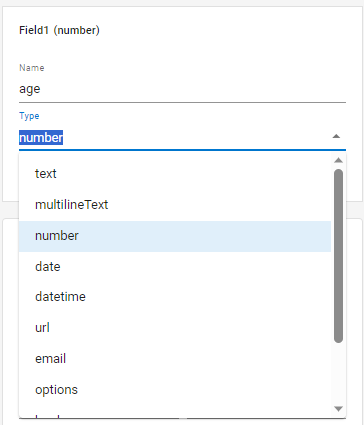 Field1 (number)
Name
age
Type
number
text
multilineText
number
date
datetime
url
email
options